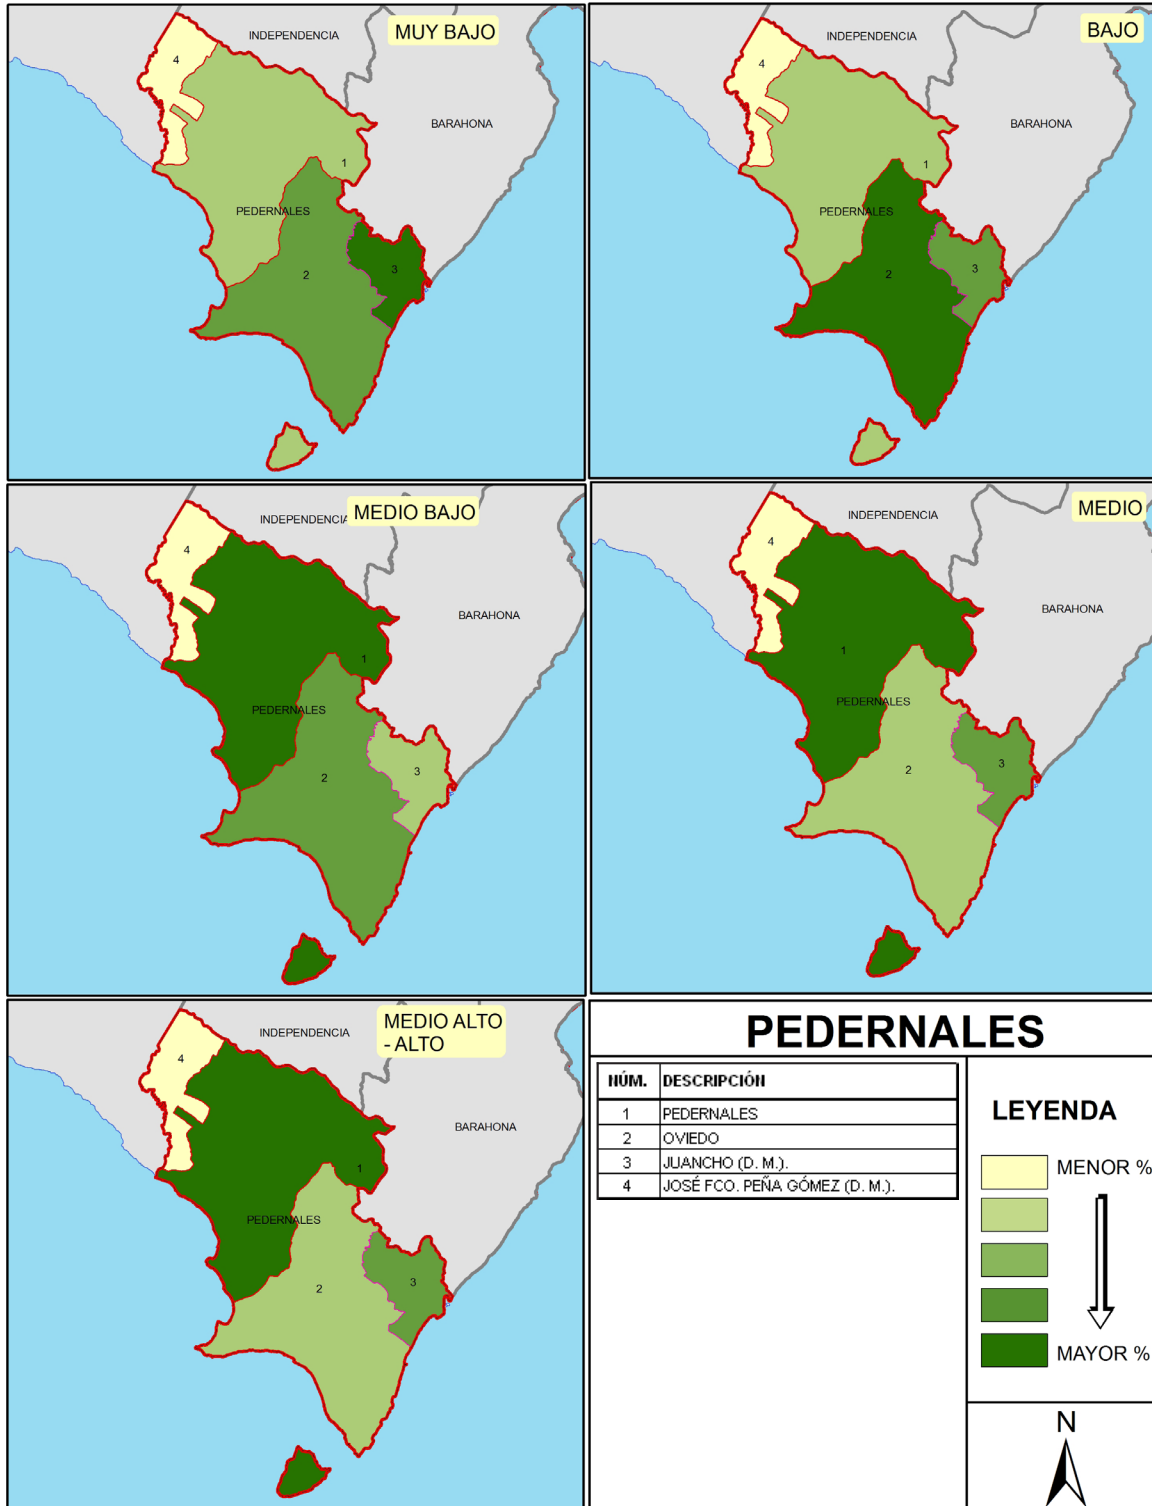 MUY BAJO
INDEPENDENCIA
4
BARAHONA
1
PEDERNALES
2
3
BAJO
INDEPENDENCIA
4
BARAHONA
1
PEDERNALES
2
3
MEDIO BAJO
INDEPENDENCIA
4
BARAHONA
1
PEDERNALES
2
3
MEDIO
INDEPENDENCIA
4
BARAHONA
1
PEDERNALES
2
3
MEDIO ALTO
- ALTO
INDEPENDENCIA
4
BARAHONA
1
PEDERNALES
2
3
PEDERNALES
NÚM. DESCRIPCIÓN
1 PEDERNALES
2 OVIEDO
3 JUANCHO (D. M.).
4 JOSÉ FCO. PEÑA GÓMEZ (D. M.).
LEYENDA
MENOR %
MAYOR %
N